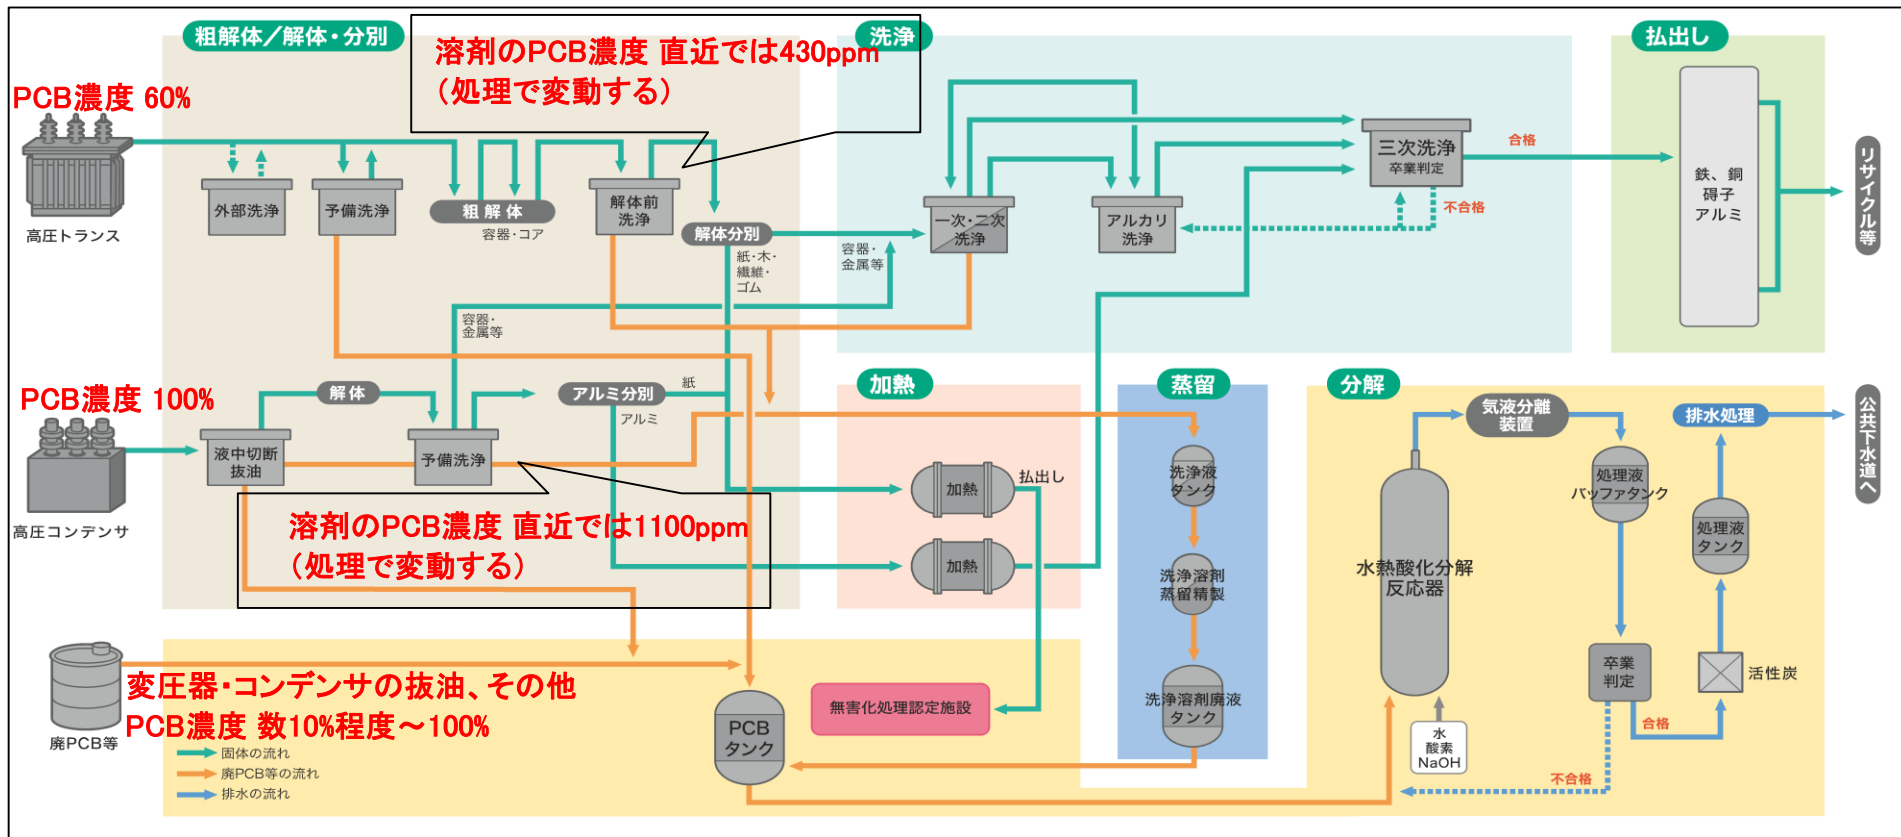 粗解体/解体・分別
溶剤のPCB濃度 直近では430ppm
(処理で変動する)
洗浄
払出し
PCB濃度 60%
高圧トランス
外部洗浄
予備洗浄
粗解体
容器・コア
解体前
洗浄
解体分別
紙・木・
繊維・
ゴム
容器・
金属等
一次・二次
洗浄
アルカリ
洗浄
三次洗浄
卒業判定
合格
不合格
鉄、銅
碍子
アルミ
リサイクル等
容器・
金属等
PCB濃度 100%
高圧コンデンサ
液中切断
抜油
解体
予備洗浄
アルミ分別
紙
アルミ
溶剤のPCB濃度 直近では1100ppm
(処理で変動する)
加熱
加熱
払出し
加熱
蒸留
洗浄液
タンク
洗浄溶剤
蒸留精製
洗浄溶剤廃液
タンク
分解
気液分離
装置
排水処理
公共下水道へ
処理液
バッファタンク
処理液
タンク
水熱酸化分解
反応器
卒業
判定
活性炭
合格
不合格
水
酸素
NaOH
廃PCB等
変圧器・コンデンサの抜油、その他
PCB濃度 数10%程度～100%
PCB
タンク
無害化処理認定施設
固体の流れ
廃PCB等の流れ
排水の流れ